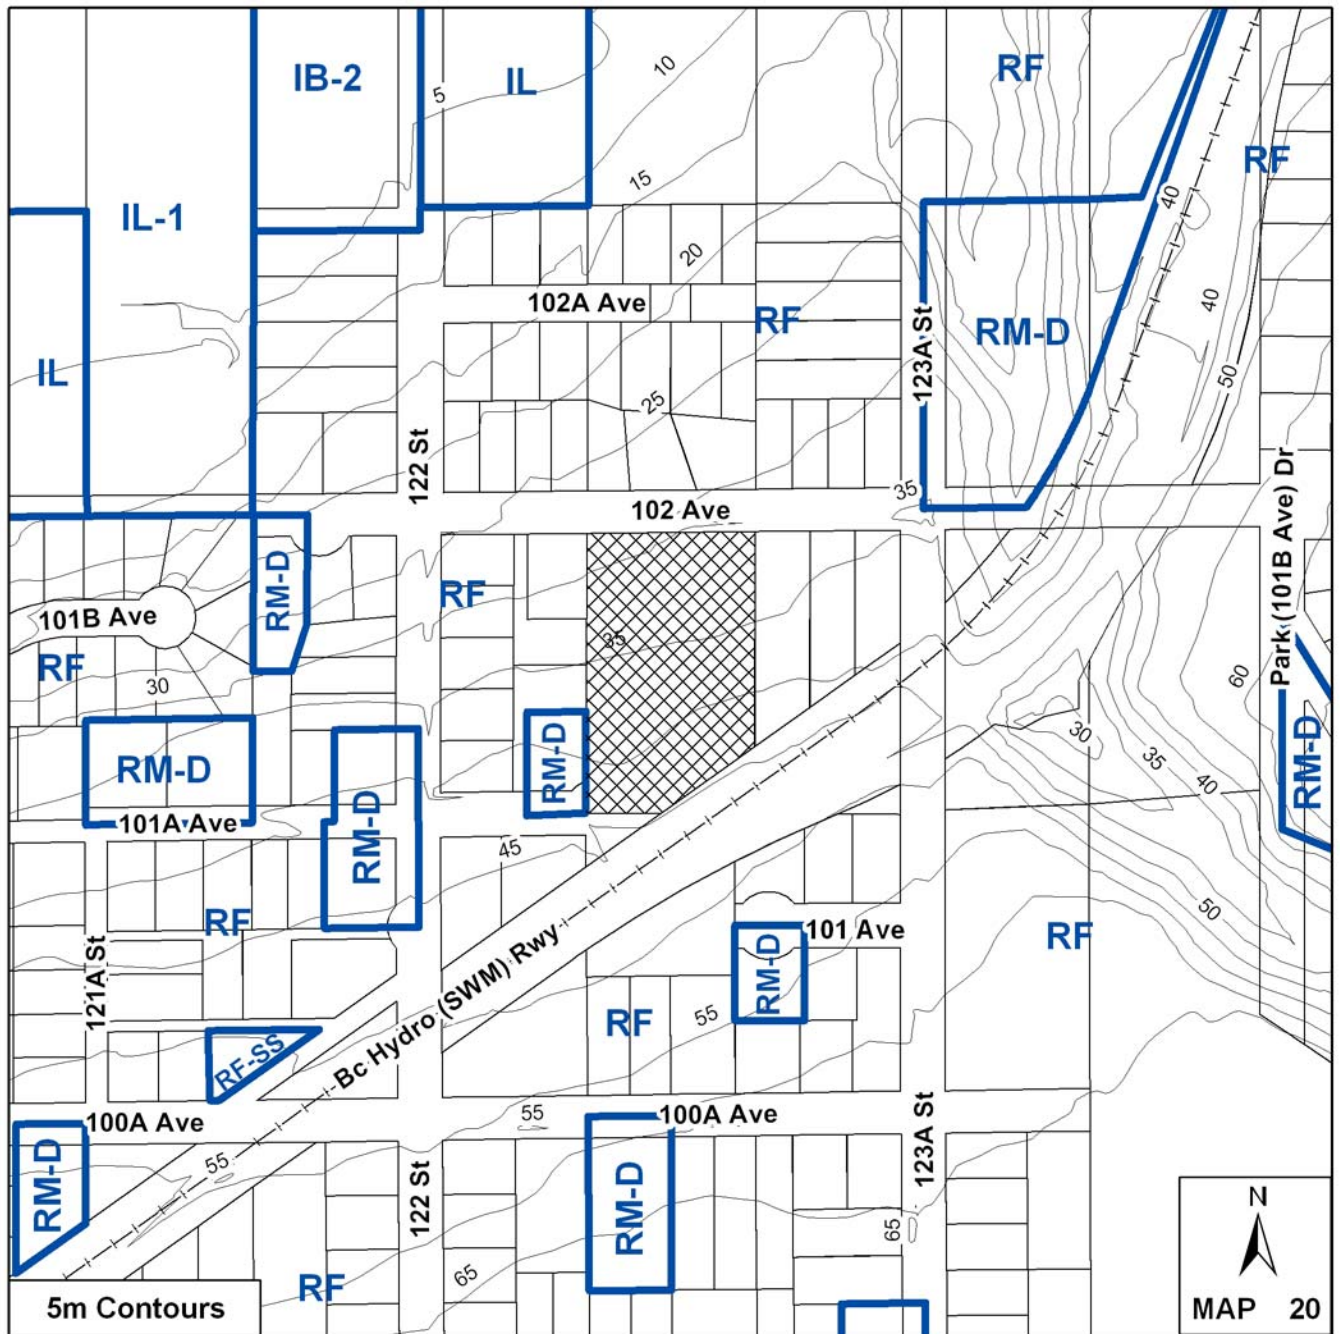 RF
IB-2
IL
10
5
RF
15
40
IL-1
20
40
102A Ave
RF
123A St
RM-D
IL
50
25
122 St
35
Park (101B Ave) Dr
102 Ave
RM-D
RF
101B Ave
35
RF
60
30
30
RM-D
RM-D
35
RM-D
40
101A Ave
RM-D
45
50
RF
101 Ave
RF
121A St
Bc Hydro (SWM) Rwy
RM-D
55
RF
RF-SS
55
100A Ave
100A Ave
123A St
55
RM-D
122 St
RM-D
N
65
65
RF
5m Contours
MAP 20